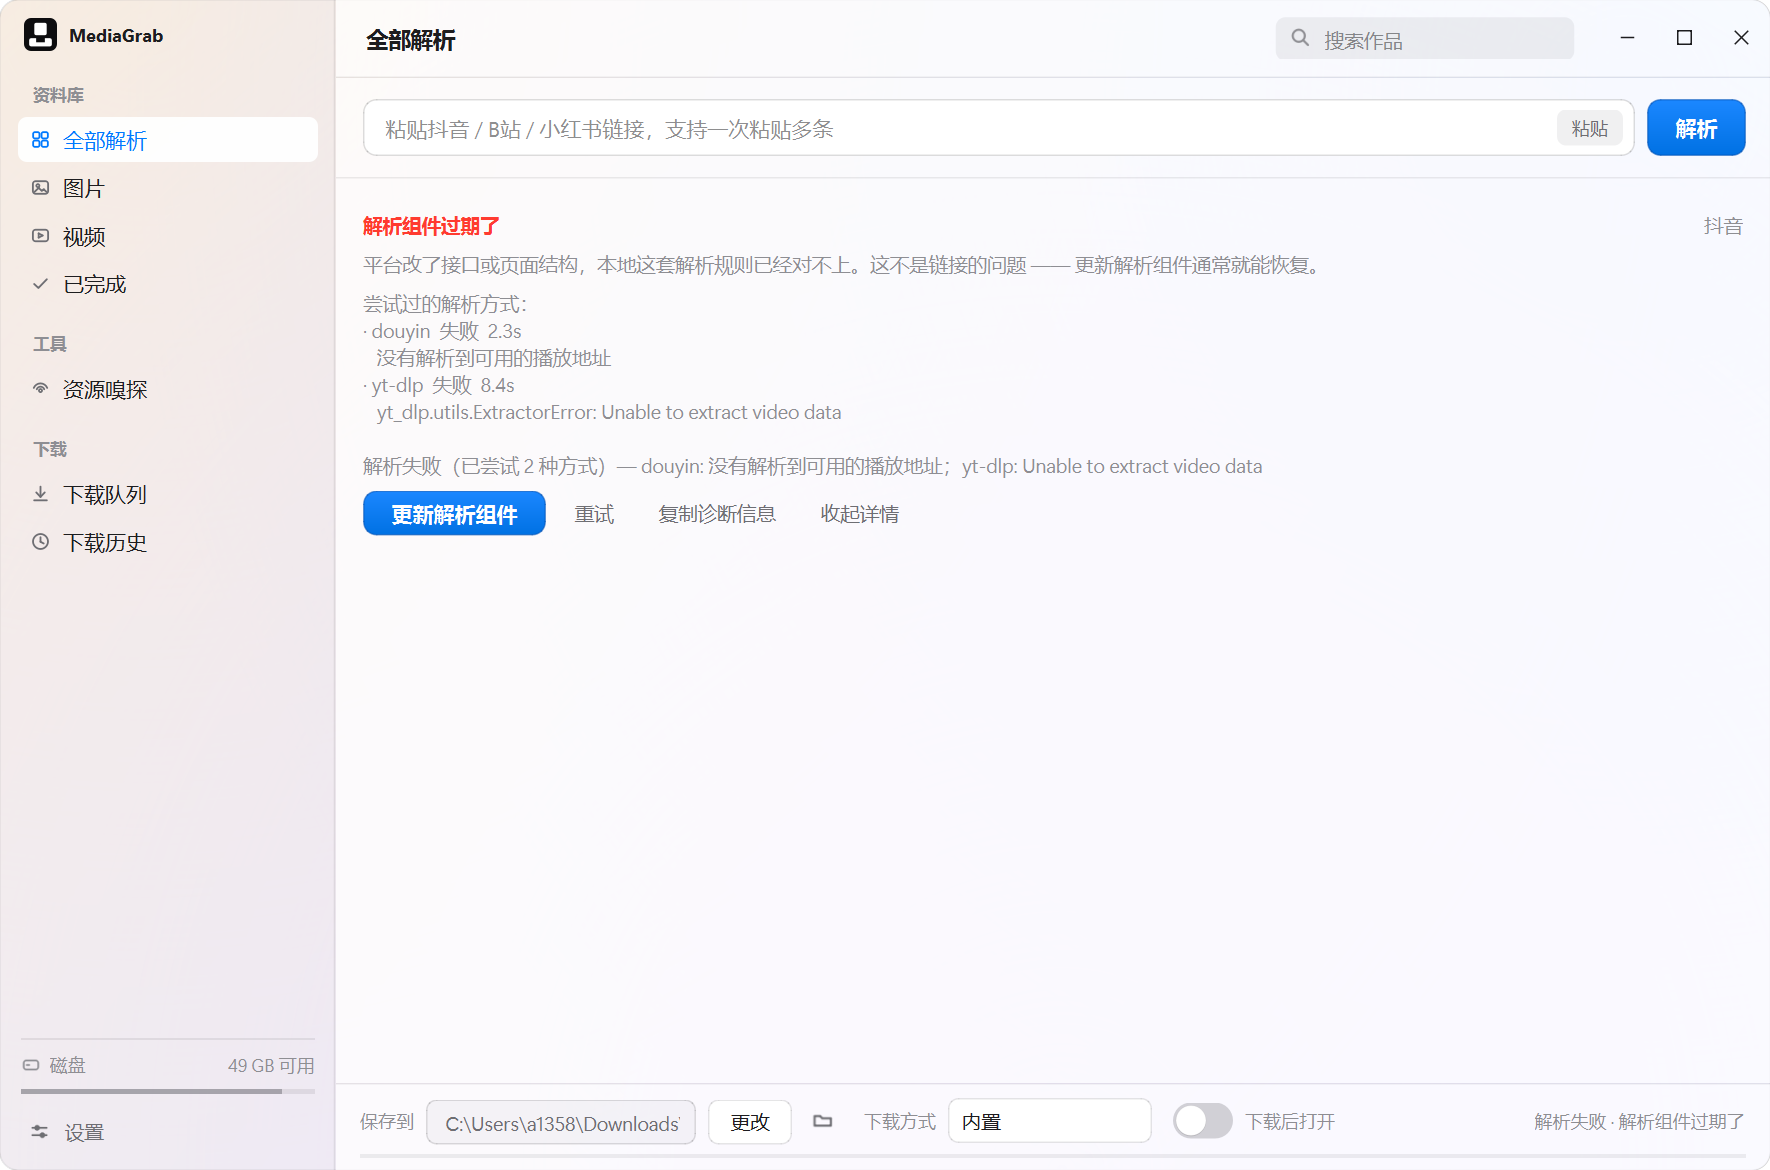 MediaGrab
资料库
全部解析
图片
视频
已完成
工具
资源嗅探
下载
下载队列
下载历史
磁盘 49 GB 可用
设置
全部解析
搜索作品
粘贴抖音 / B站 / 小红书链接，支持一次粘贴多条
粘贴
解析
解析组件过期了
抖音
平台改了接口或页面结构，本地这套解析规则已经对不上。这不是链接的问题 —— 更新解析组件通常就能恢复。
尝试过的解析方式：
· douyin 失败 2.3s
没有解析到可用的播放地址
· yt-dlp 失败 8.4s
yt_dlp.utils.ExtractorError: Unable to extract video data
解析失败（已尝试 2 种方式）— douyin: 没有解析到可用的播放地址；yt-dlp: Unable to extract video data
更新解析组件 重试 复制诊断信息 收起详情
保存到 C:\Users\a1358\Downloads 更改 下载方式 内置 下载后打开 解析失败 · 解析组件过期了